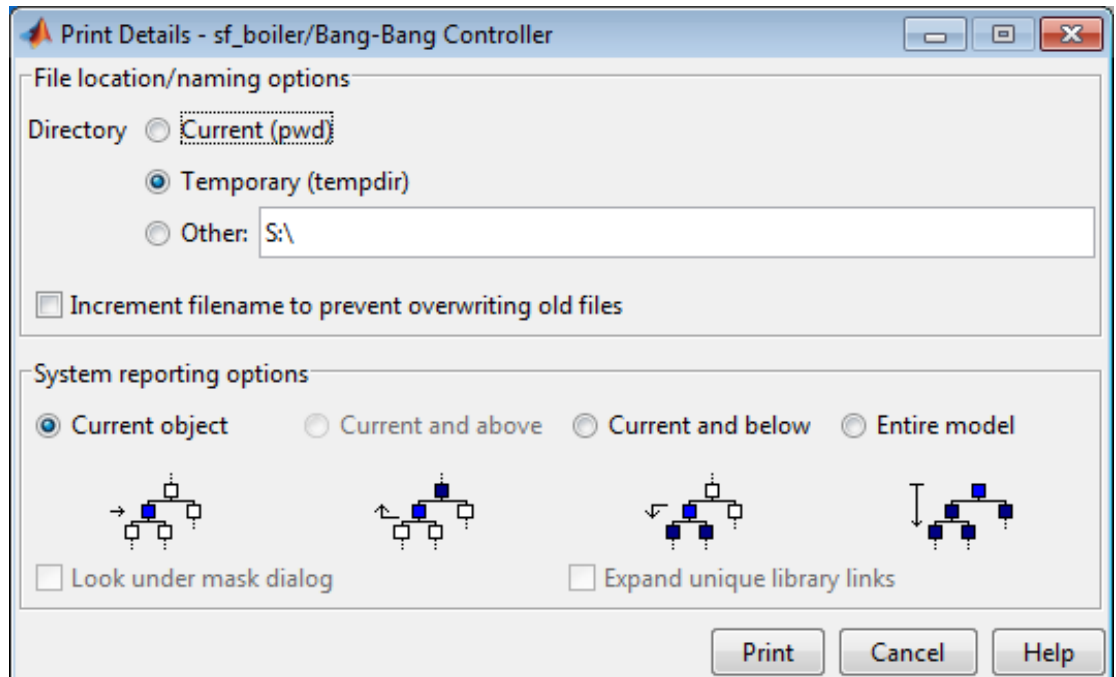 Print Details - sf_boiler/Bang-Bang Controller
File location/naming options
Directory Current (pwd)
Temporary (tempdir)
Other: S:\
Increment filename to prevent overwriting old files
System reporting options
Current object Current and above Current and below Entire model
Look under mask dialog Expand unique library links
Print Cancel Help